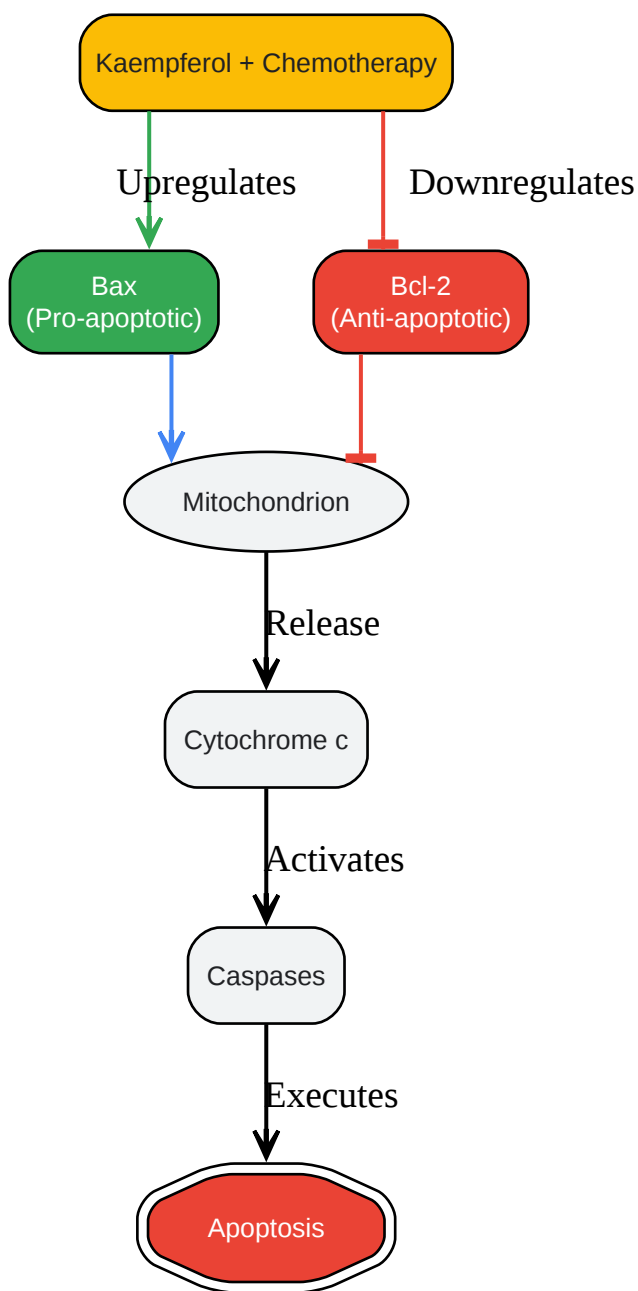 Kaempferol + Chemotherapy
Upregulates
Downregulates
Bax
(Pro-apoptotic)
Bcl-2
(Anti-apoptotic)
Mitochondrion
Release
Cytochrome c
Activates
Caspases
Executes
Apoptosis